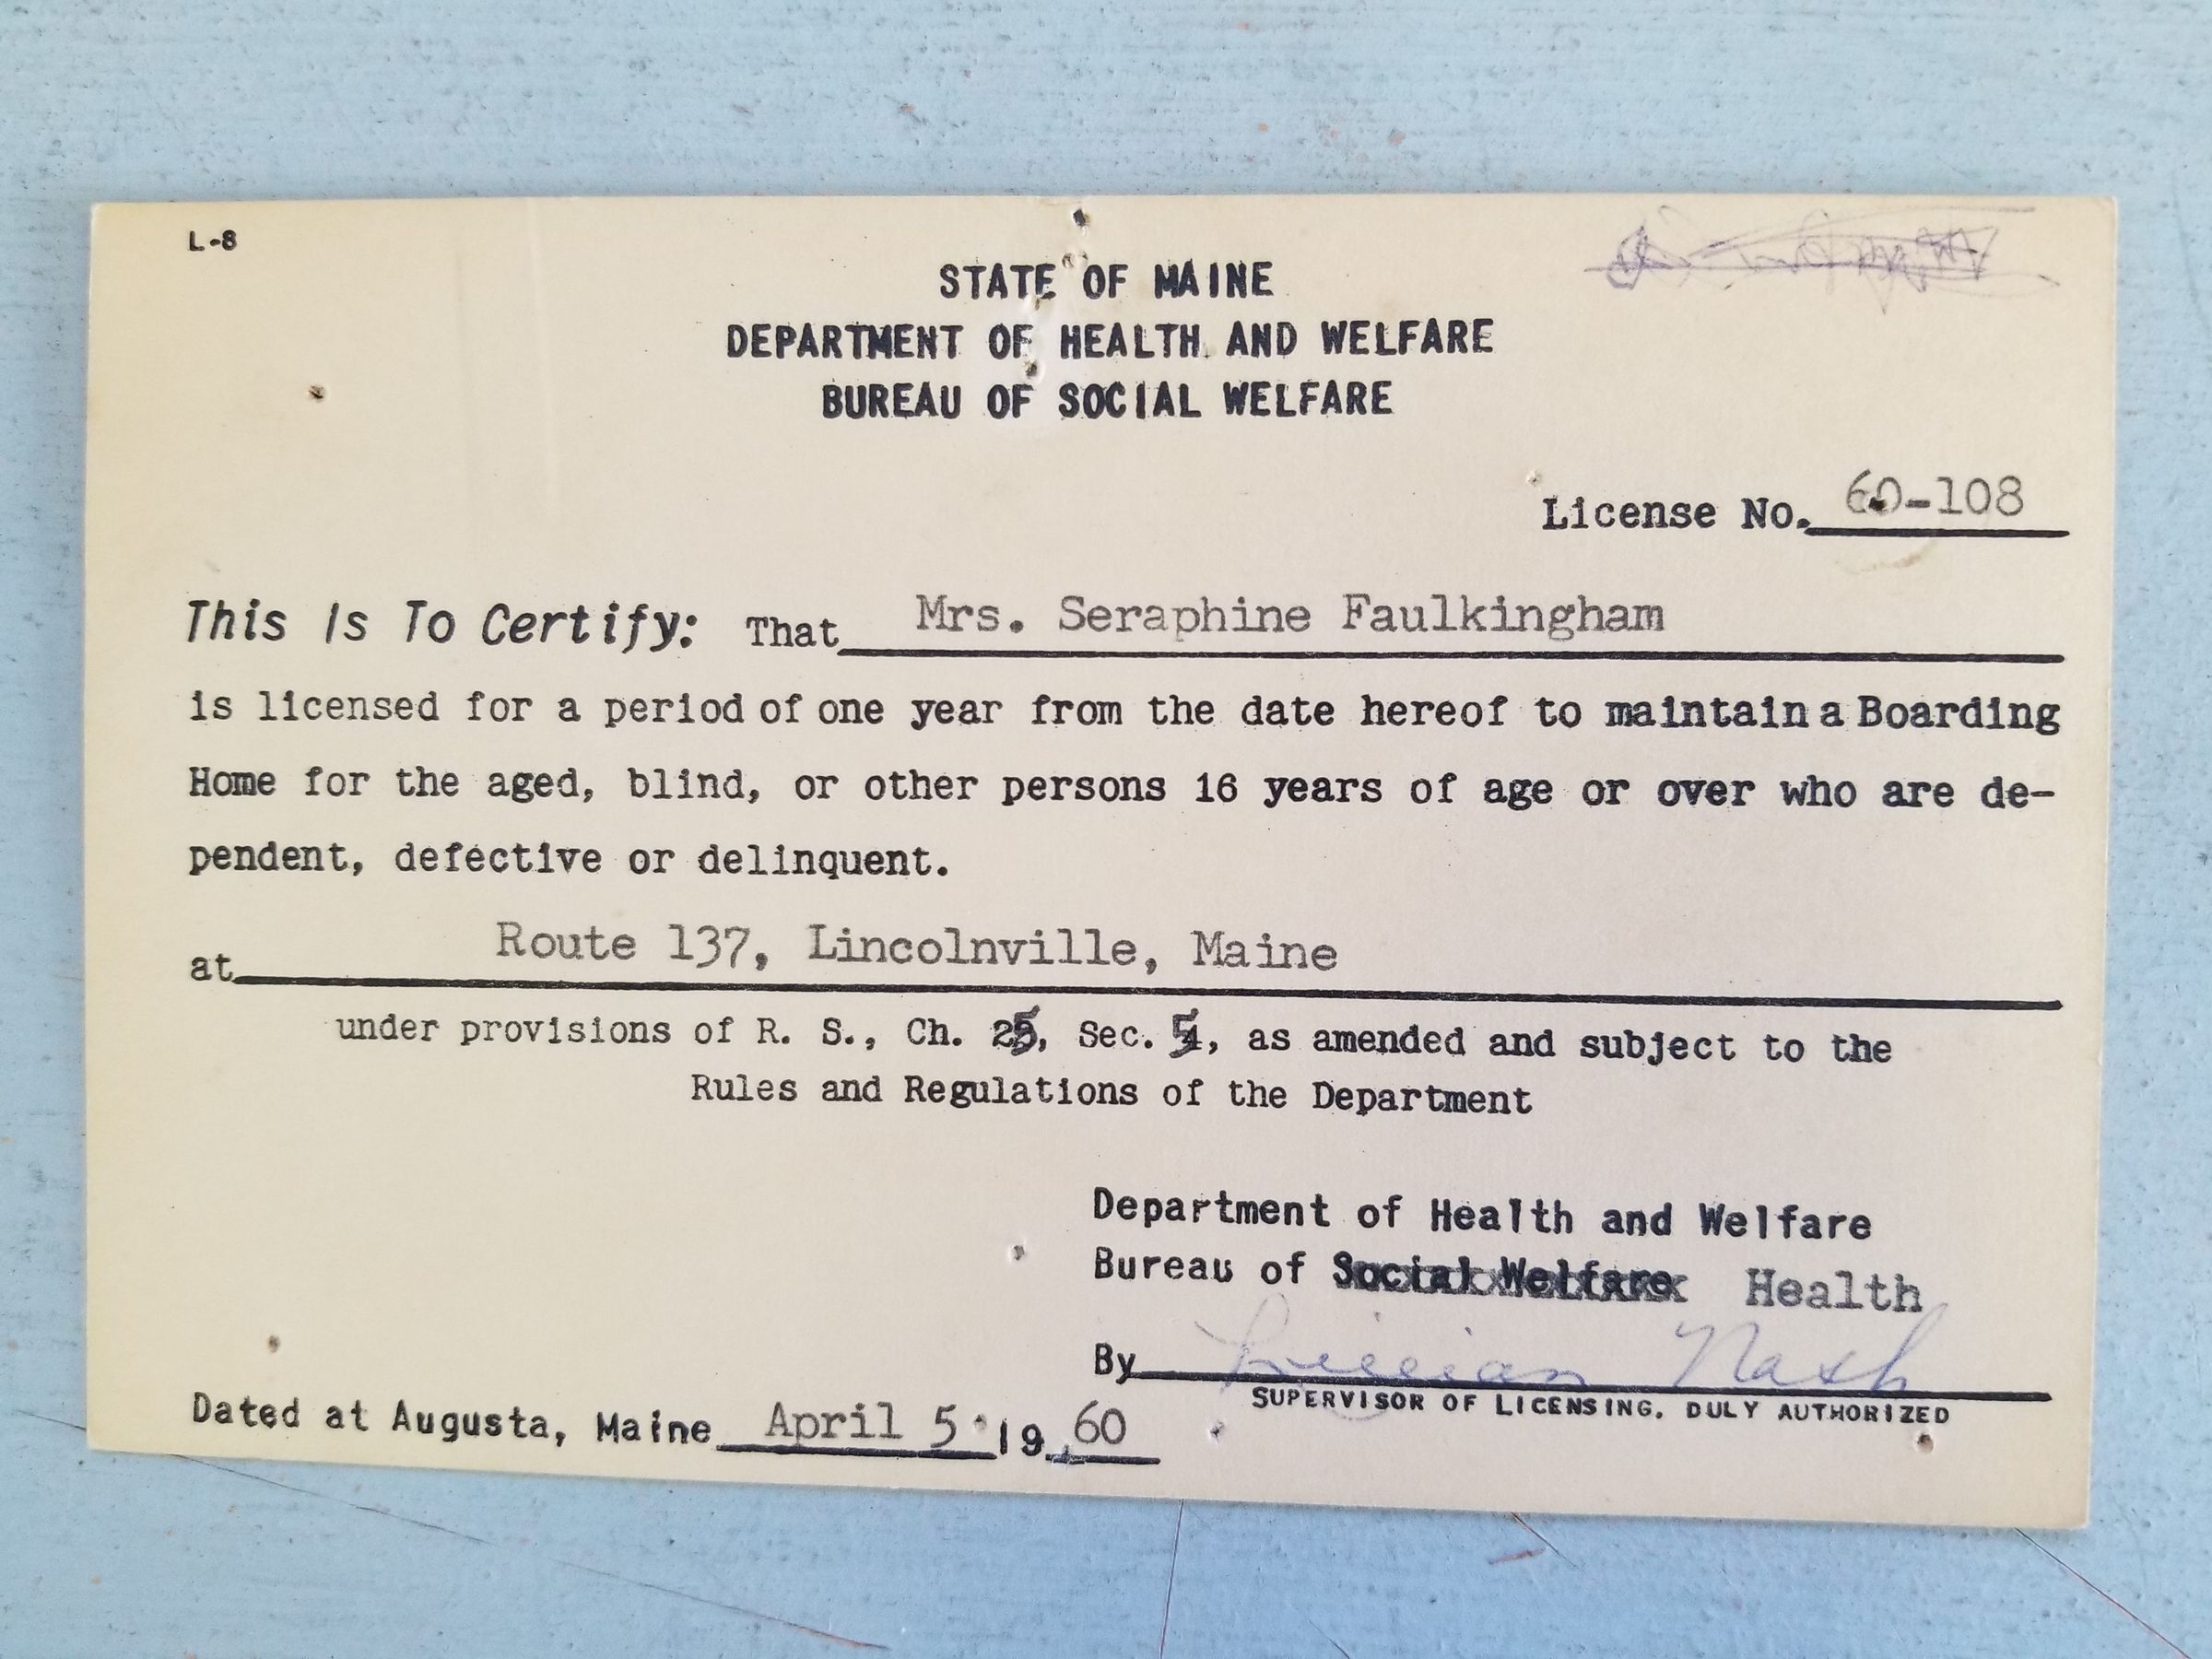 L-8
STATE OF MAINE
DEPARTMENT OF HEALTH AND WELFARE
BUREAU OF SOCIAL WELFARE
License No. 60-108
This Is To Certify: That Mrs. Seraphine Faulkingham
is licensed for a period of one year from the date hereof to maintain a Boarding
Home for the aged, blind, or other persons 16 years of age or over who are de-
pendent, defective or delinquent.
at Route 137, Lincolnville, Maine
under provisions of R. S., Ch. 25, Sec. 5, as amended and subject to the
Rules and Regulations of the Department
Department of Health and Welfare
Bureau of Social Welfare Health
By Lillian Nash
SUPERVISOR OF LICENSING, DULY AUTHORIZED
Dated at Augusta, Maine April 5 19 60